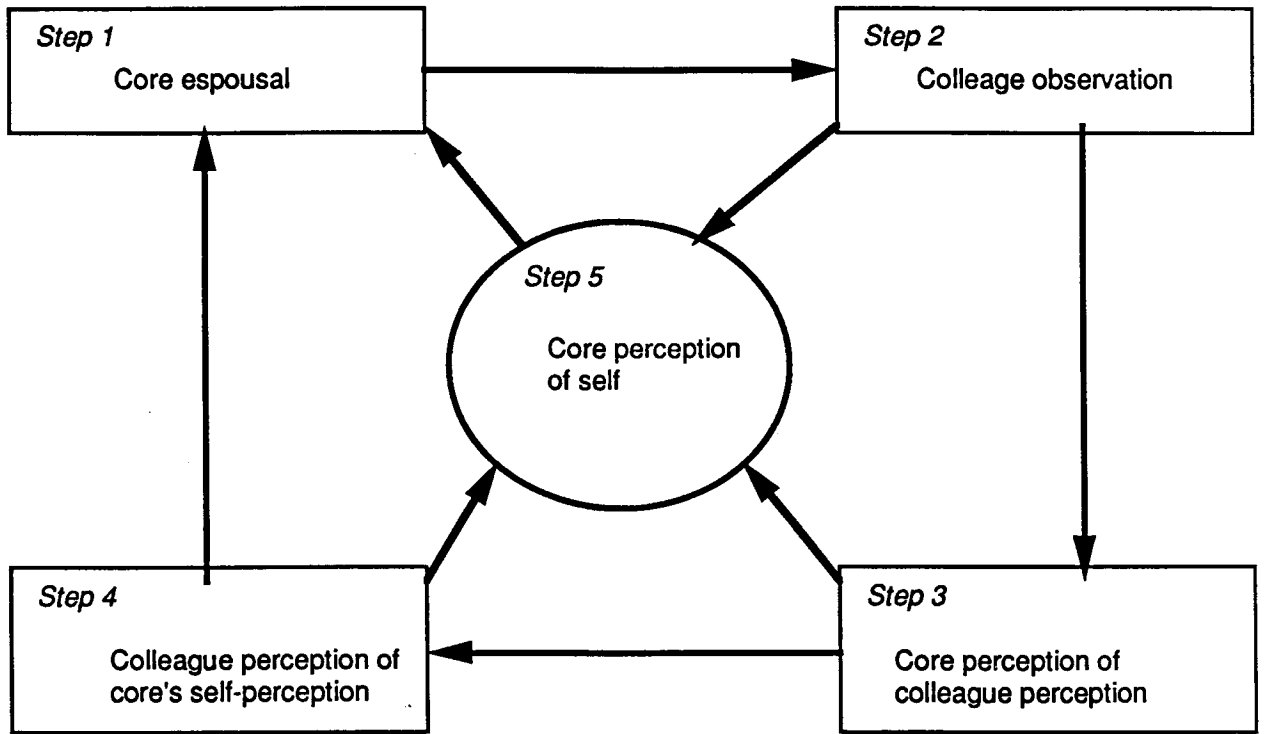 Step 1
Core espousal
Step 2
Colleage observation
Step 5
Core perception
of self
Step 4
Colleague perception of
core's self-perception
Step 3
Core perception of
colleague perception